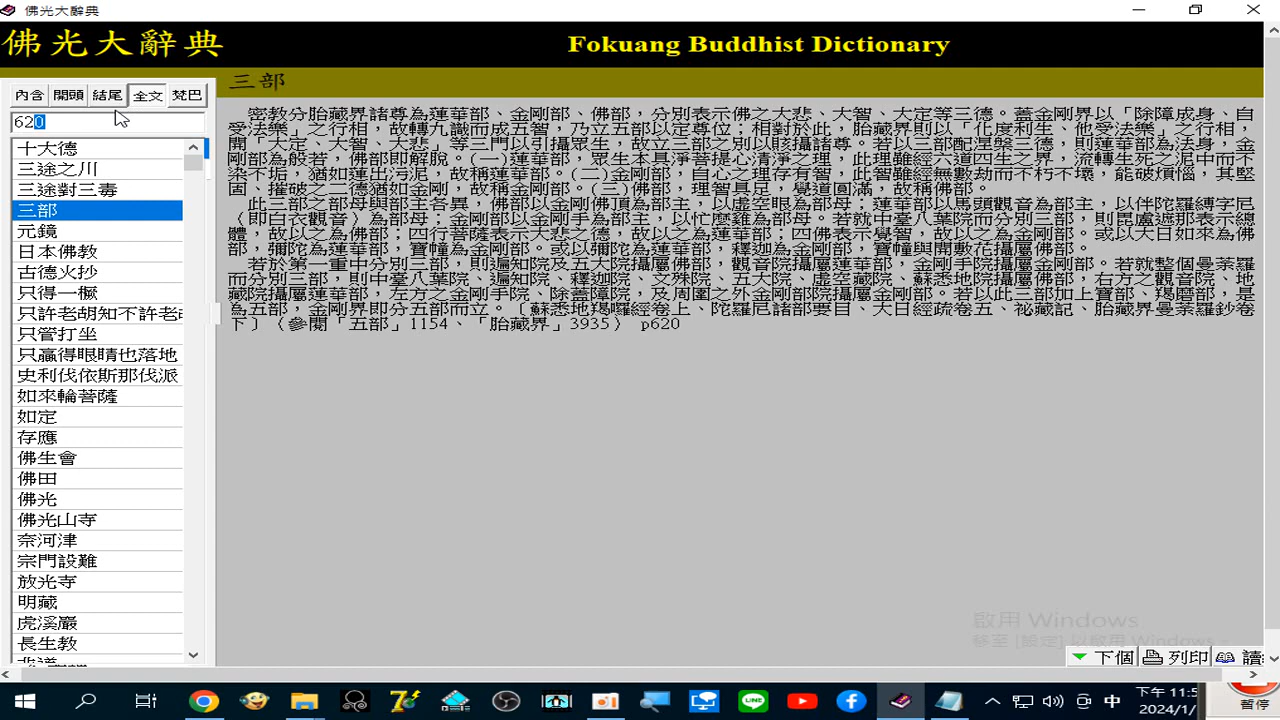 佛光大辭典
佛光大辭典
Fokuang Buddhist Dictionary
三部
內含 開頭 結尾 全文 梵巴
620
十大德
三途之川
三途對三毒
三部
元鏡
日本佛教
古德火抄
只得一橛
只許老胡知不許老
只管打坐
只贏得眼睛也落地
史利伐依斯那伐派
如來輪菩薩
如定
存應
佛生會
佛田
佛光
佛光山寺
奈河津
宗門設難
放光寺
明藏
虎溪巖
長生教
密教分胎藏界諸尊為蓮華部、金剛部、佛部，分別表示佛之大悲、大智、大定等三德。蓋金剛界以「除障成身、自
受法樂」之行相，故轉九識而成五智，乃立五部以定尊位；相對於此，胎藏界則以「化度利生、他受法樂」之行相，
開「大定、大智、大悲」等三門以引攝眾生，故立三部之別以賅攝諸尊。若以三部配涅槃三德，則蓮華部為法身，金
剛部為般若，佛部即解脫。(一)蓮華部，眾生本具淨菩提心清淨之理，此理雖經六道四生之界，流轉生死之泥中而不
染不垢，猶如蓮出污泥，故稱蓮華部。(二)金剛部，自心之理存有智，此智雖經無數劫而不朽不壞，能破煩惱，其堅
固、摧破之二德猶如金剛，故稱金剛部。(三)佛部，理智具足，覺道圓滿，故稱佛部。
此三部之部母與部主各異，佛部以金剛佛頂為部主，以虛空眼為部母；蓮華部以馬頭觀音為部主，以伴陀羅縛字尼
（即白衣觀音）為部母；金剛部以金剛手為部主，以忙麼雞為部母。若就中臺八葉院而分別三部，則毘盧遮那表示總
體，故以之為佛部；四行菩薩表示大悲之德，故以之為蓮華部；四佛表示覺智，故以之為金剛部。或以大日如來為佛
部，彌陀為蓮華部，寶幢為金剛部。或以彌陀為蓮華部，釋迦為金剛部，寶幢與開敷花攝屬佛部。
若於第一重中分別三部，則遍知院及五大院攝屬佛部，觀音院攝屬蓮華部，金剛手院攝屬金剛部。若就整個曼荼羅
而分別三部，則中臺八葉院、遍知院、釋迦院、文殊院、五大院、虛空藏院、蘇悉地院攝屬佛部，右方之觀音院、地
藏院攝屬蓮華部，左方之金剛手院、除蓋障院，及周圍之外金剛部院攝屬金剛部。若以此三部加上寶部、羯磨部，是
為五部，金剛界即分五部而立。〔蘇悉地羯囉經卷上、陀羅尼諸部要目、大日經疏卷五、祕藏記、胎藏界曼荼羅鈔卷
下〕（參閱「五部」1154、「胎藏界」3935） p620
啟用 Windows
移至 [設定] 以啟用 Windows。
下個 列印 讀
中
下午 11:5
2024/1/
暫停